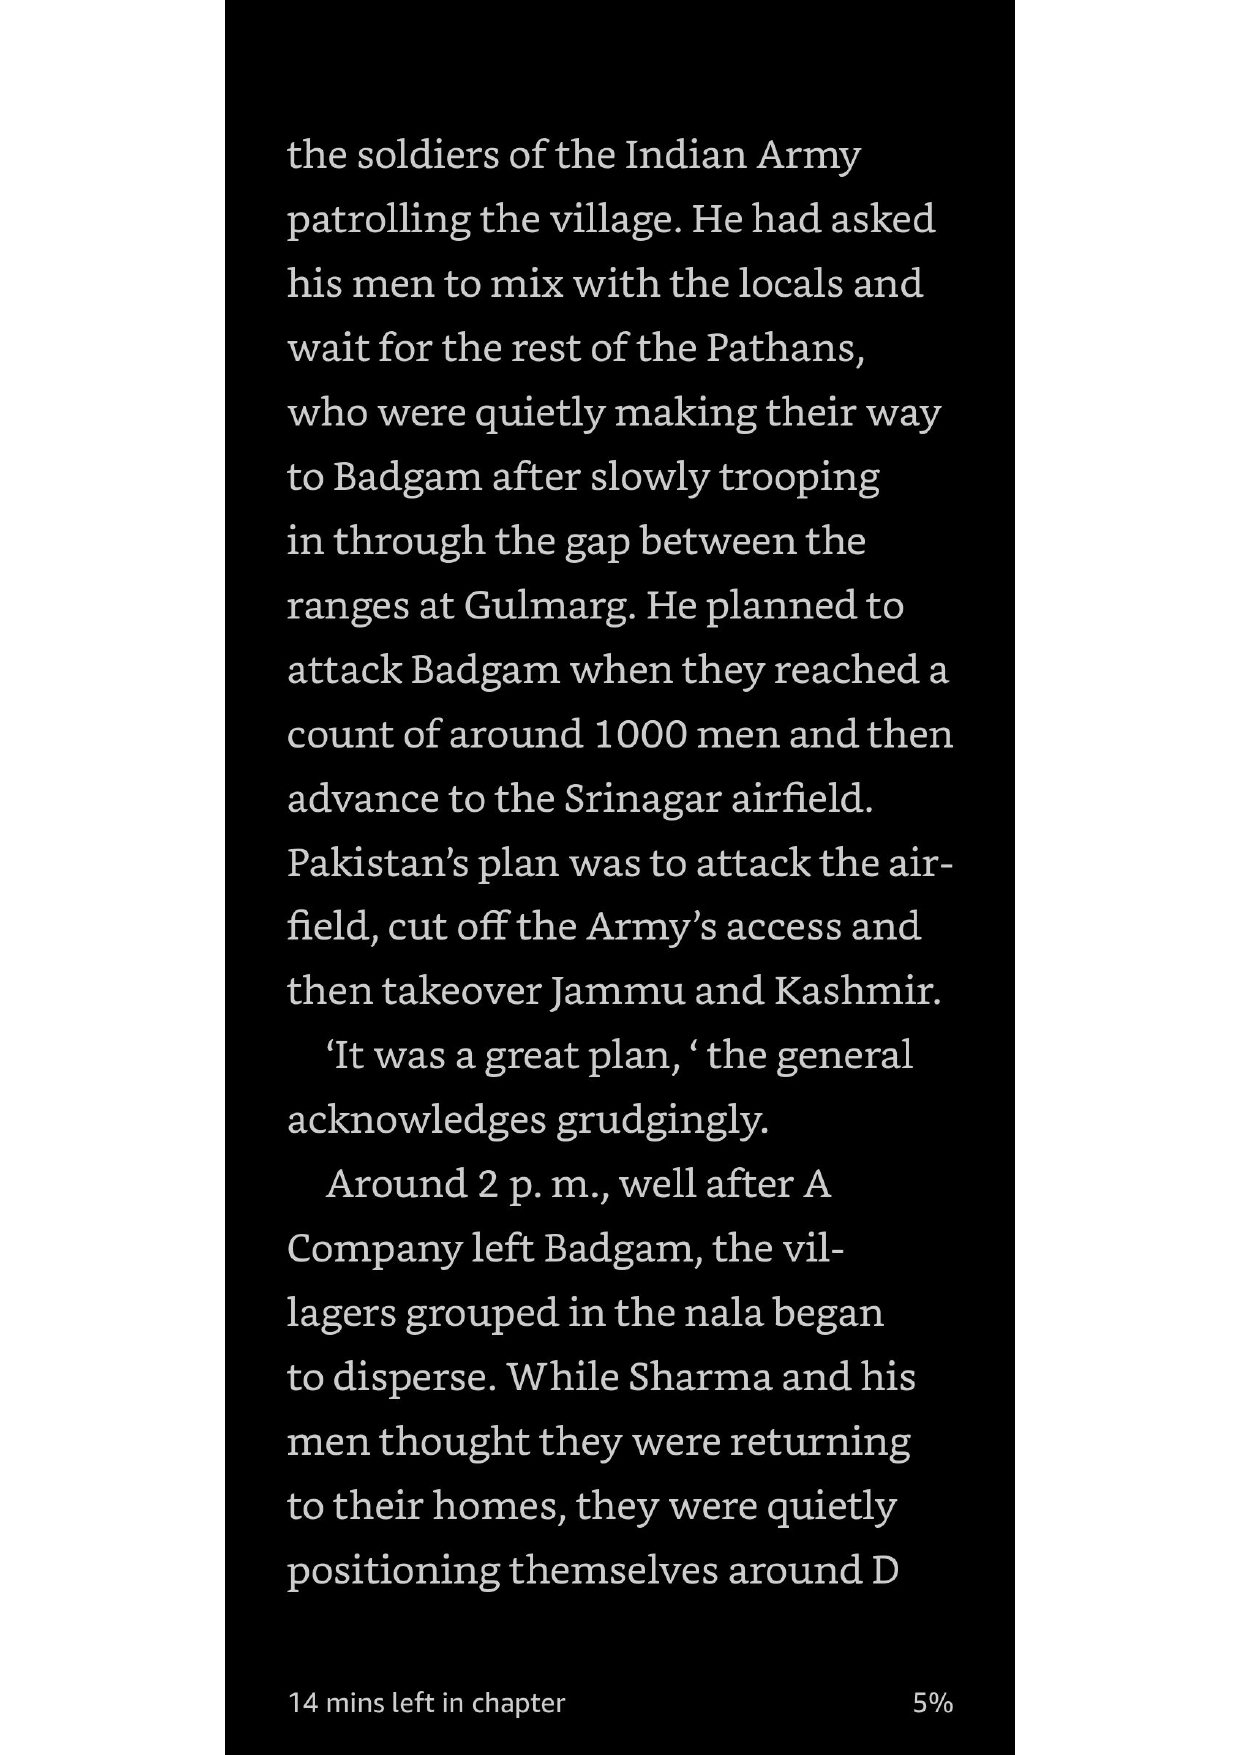 the soldiers of the Indian Army
patrolling the village. He had asked
his men to mix with the locals and
wait for the rest of the Pathans,
who were quietly making their way
to Badgam after slowly trooping
in through the gap between the
ranges at Gulmarg. He planned to
attack Badgam when they reached a
count of around 1000 men and then
advance to the Srinagar airfield.
Pakistan’s plan was to attack the air-
field, cut off the Army’s access and
then takeover Jammu and Kashmir.
‘It was a great plan, ‘ the general
acknowledges grudgingly.
Around 2 p. m., well after A
Company left Badgam, the vil-
lagers grouped in the nala began
to disperse. While Sharma and his
men thought they were returning
to their homes, they were quietly
positioning themselves around D
14 mins left in chapter 5%